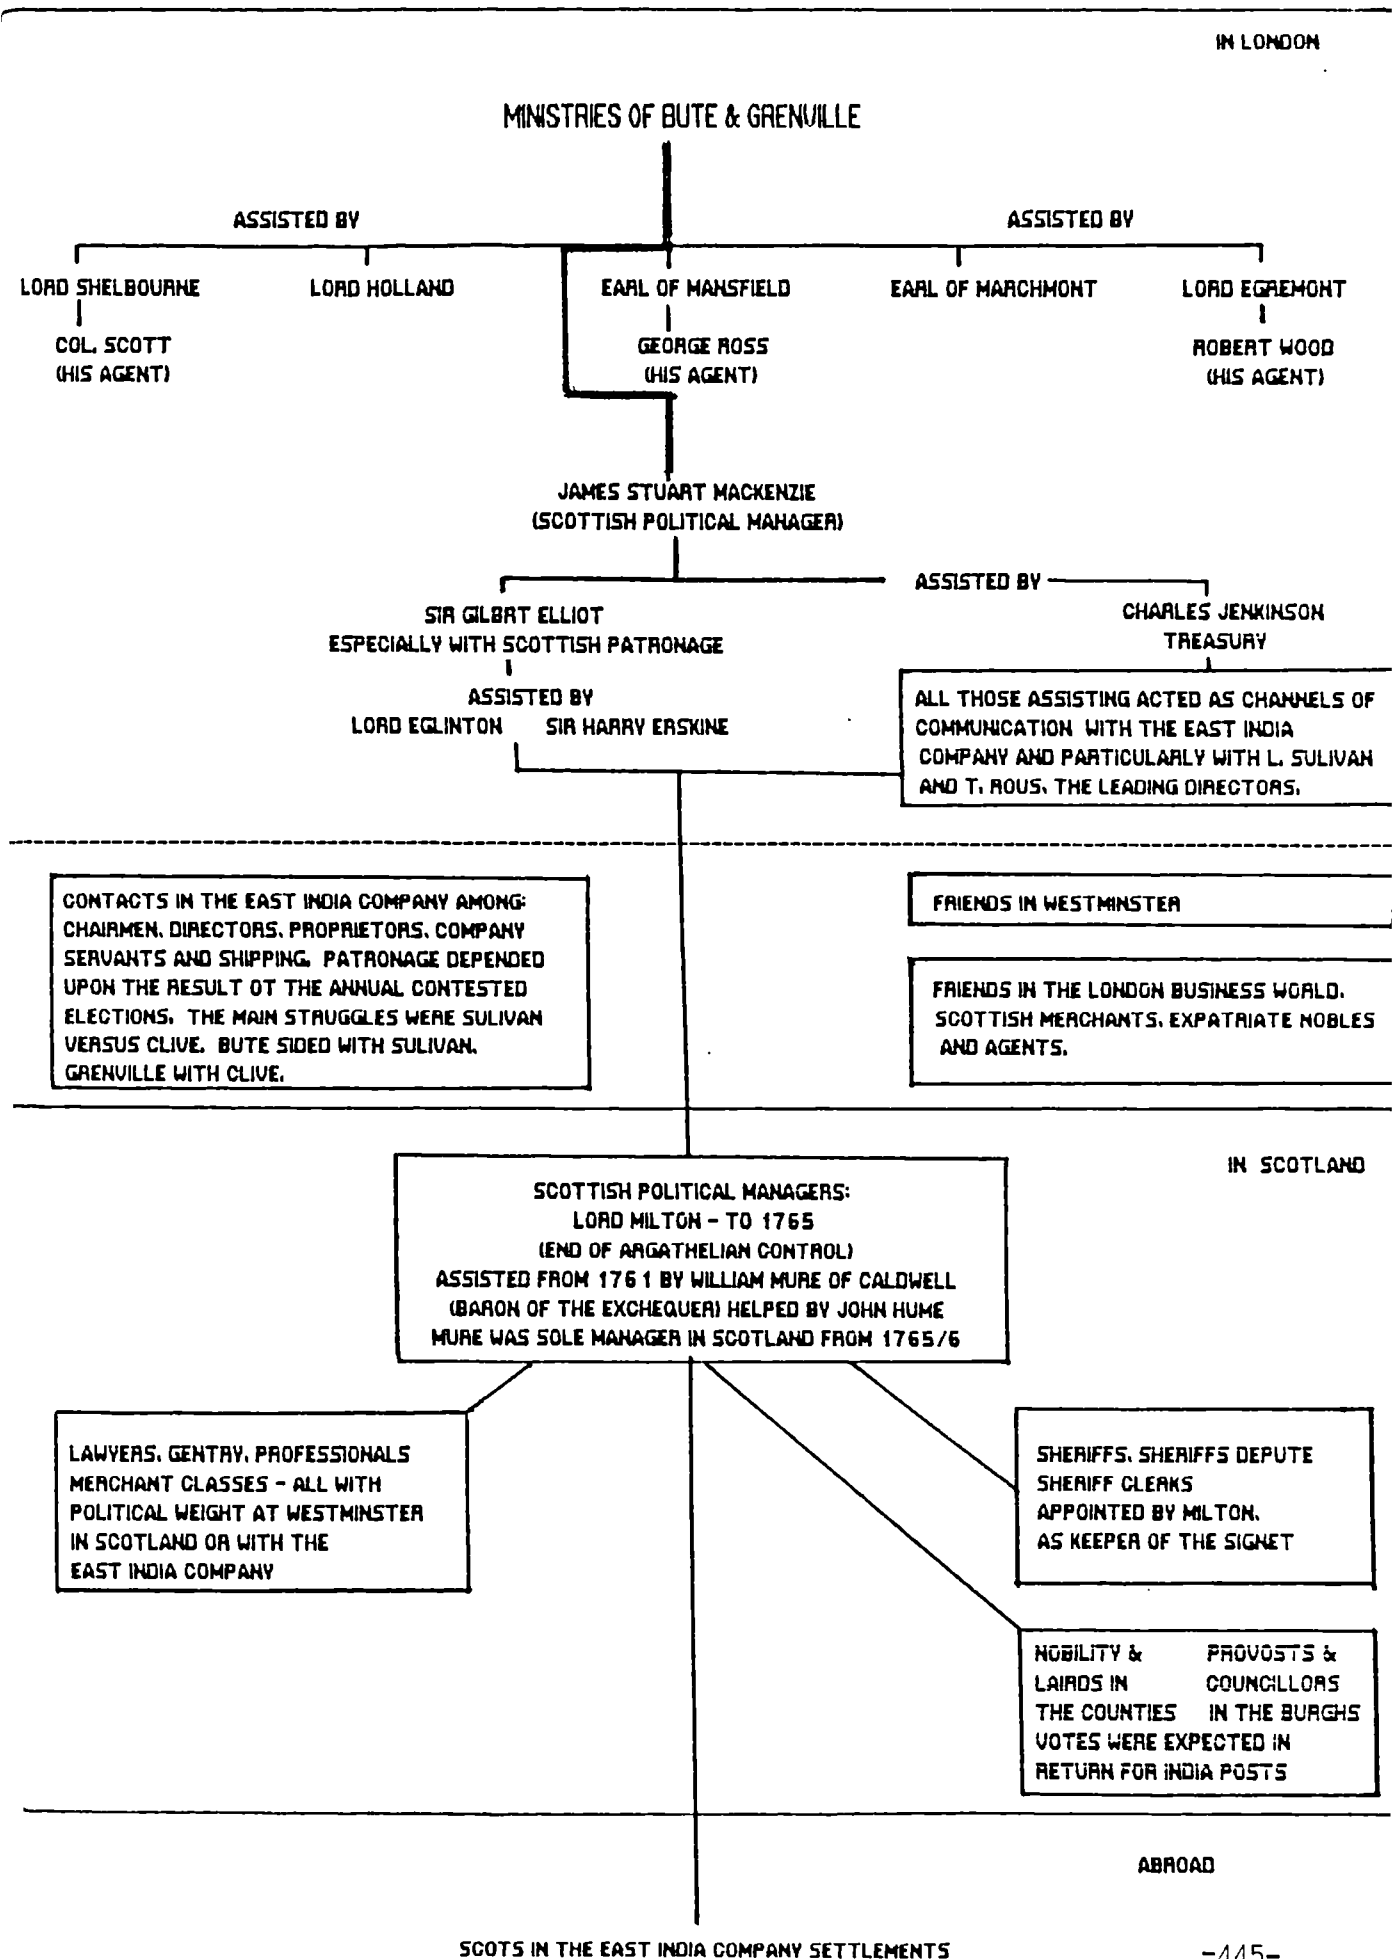 IN LONDON
MINISTRIES OF BUTE & GRENVILLE
ASSISTED BY
ASSISTED BY
LORD SHELBOURNE
LORD HOLLAND
EARL OF MANSFIELD
EARL OF MARCHMONT
LORD EGREMONT
COL. SCOTT
(HIS AGENT)
GEORGE ROSS
(HIS AGENT)
ROBERT WOOD
(HIS AGENT)
JAMES STUART MACKENZIE
(SCOTTISH POLITICAL MANAGER)
ASSISTED BY
SIR GILBRT ELLIOT
ESPECIALLY WITH SCOTTISH PATRONAGE
CHARLES JENKINSON
TREASURY
ASSISTED BY
LORD EGLINTON SIR HARRY ERSKINE
ALL THOSE ASSISTING ACTED AS CHANNELS OF
COMMUNICATION WITH THE EAST INDIA
COMPANY AND PARTICULARLY WITH L. SULIVAN
AND T. ROUS, THE LEADING DIRECTORS.
CONTACTS IN THE EAST INDIA COMPANY AMONG:
CHAIRMEN, DIRECTORS, PROPRIETORS, COMPANY
SERVANTS AND SHIPPING. PATRONAGE DEPENDED
UPON THE RESULT OT THE ANNUAL CONTESTED
ELECTIONS. THE MAIN STRUGGLES WERE SULIVAN
VERSUS CLIVE. BUTE SIDED WITH SULIVAN,
GRENVILLE WITH CLIVE.
FRIENDS IN WESTMINSTER
FRIENDS IN THE LONDON BUSINESS WORLD,
SCOTTISH MERCHANTS, EXPATRIATE NOBLES
AND AGENTS.
IN SCOTLAND
SCOTTISH POLITICAL MANAGERS:
LORD MILTON - TO 1765
(END OF ARGATHELIAN CONTROL)
ASSISTED FROM 1761 BY WILLIAM MURE OF CALDWELL
(BARON OF THE EXCHEQUER) HELPED BY JOHN HUME
MURE WAS SOLE MANAGER IN SCOTLAND FROM 1765/6
LAWYERS, GENTRY, PROFESSIONALS
MERCHANT CLASSES - ALL WITH
POLITICAL WEIGHT AT WESTMINSTER
IN SCOTLAND OR WITH THE
EAST INDIA COMPANY
SHERIFFS, SHERIFFS DEPUTE
SHERIFF CLERKS
APPOINTED BY MILTON,
AS KEEPER OF THE SIGNET
NOBILITY & PROVOSTS &
LAIRDS IN COUNCILLORS
THE COUNTIES IN THE BURGHS
VOTES WERE EXPECTED IN
RETURN FOR INDIA POSTS
ABROAD
SCOTS IN THE EAST INDIA COMPANY SETTLEMENTS
-445-